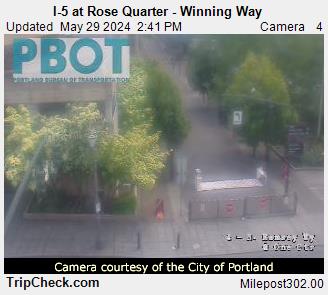 I-5 at Rose Quarter - Winning Way
Updated May 29 2024 2:41 PM Camera 4
PBOT
PORTLAND BUREAU OF TRANSPORTATION
Camera courtesy of the City of Portland
TripCheck.com Milepost302.00